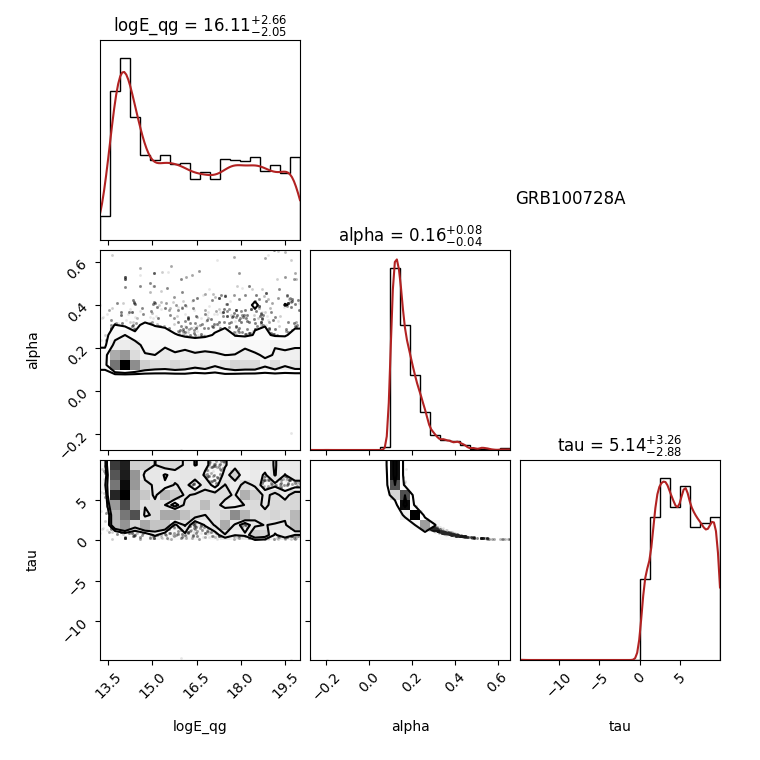 logE_qg = 16.11+2.66 −2.05
GRB100728A
alpha = 0.16+0.08 −0.04
0.6
0.4
0.2
0.0
−0.2
alpha
tau = 5.14+3.26 −2.88
5
0
−5
−10
tau
13.5 15.0 16.5 18.0 19.5
−0.2 0.0 0.2 0.4 0.6
−10 −5 0 5
logE_qg alpha tau